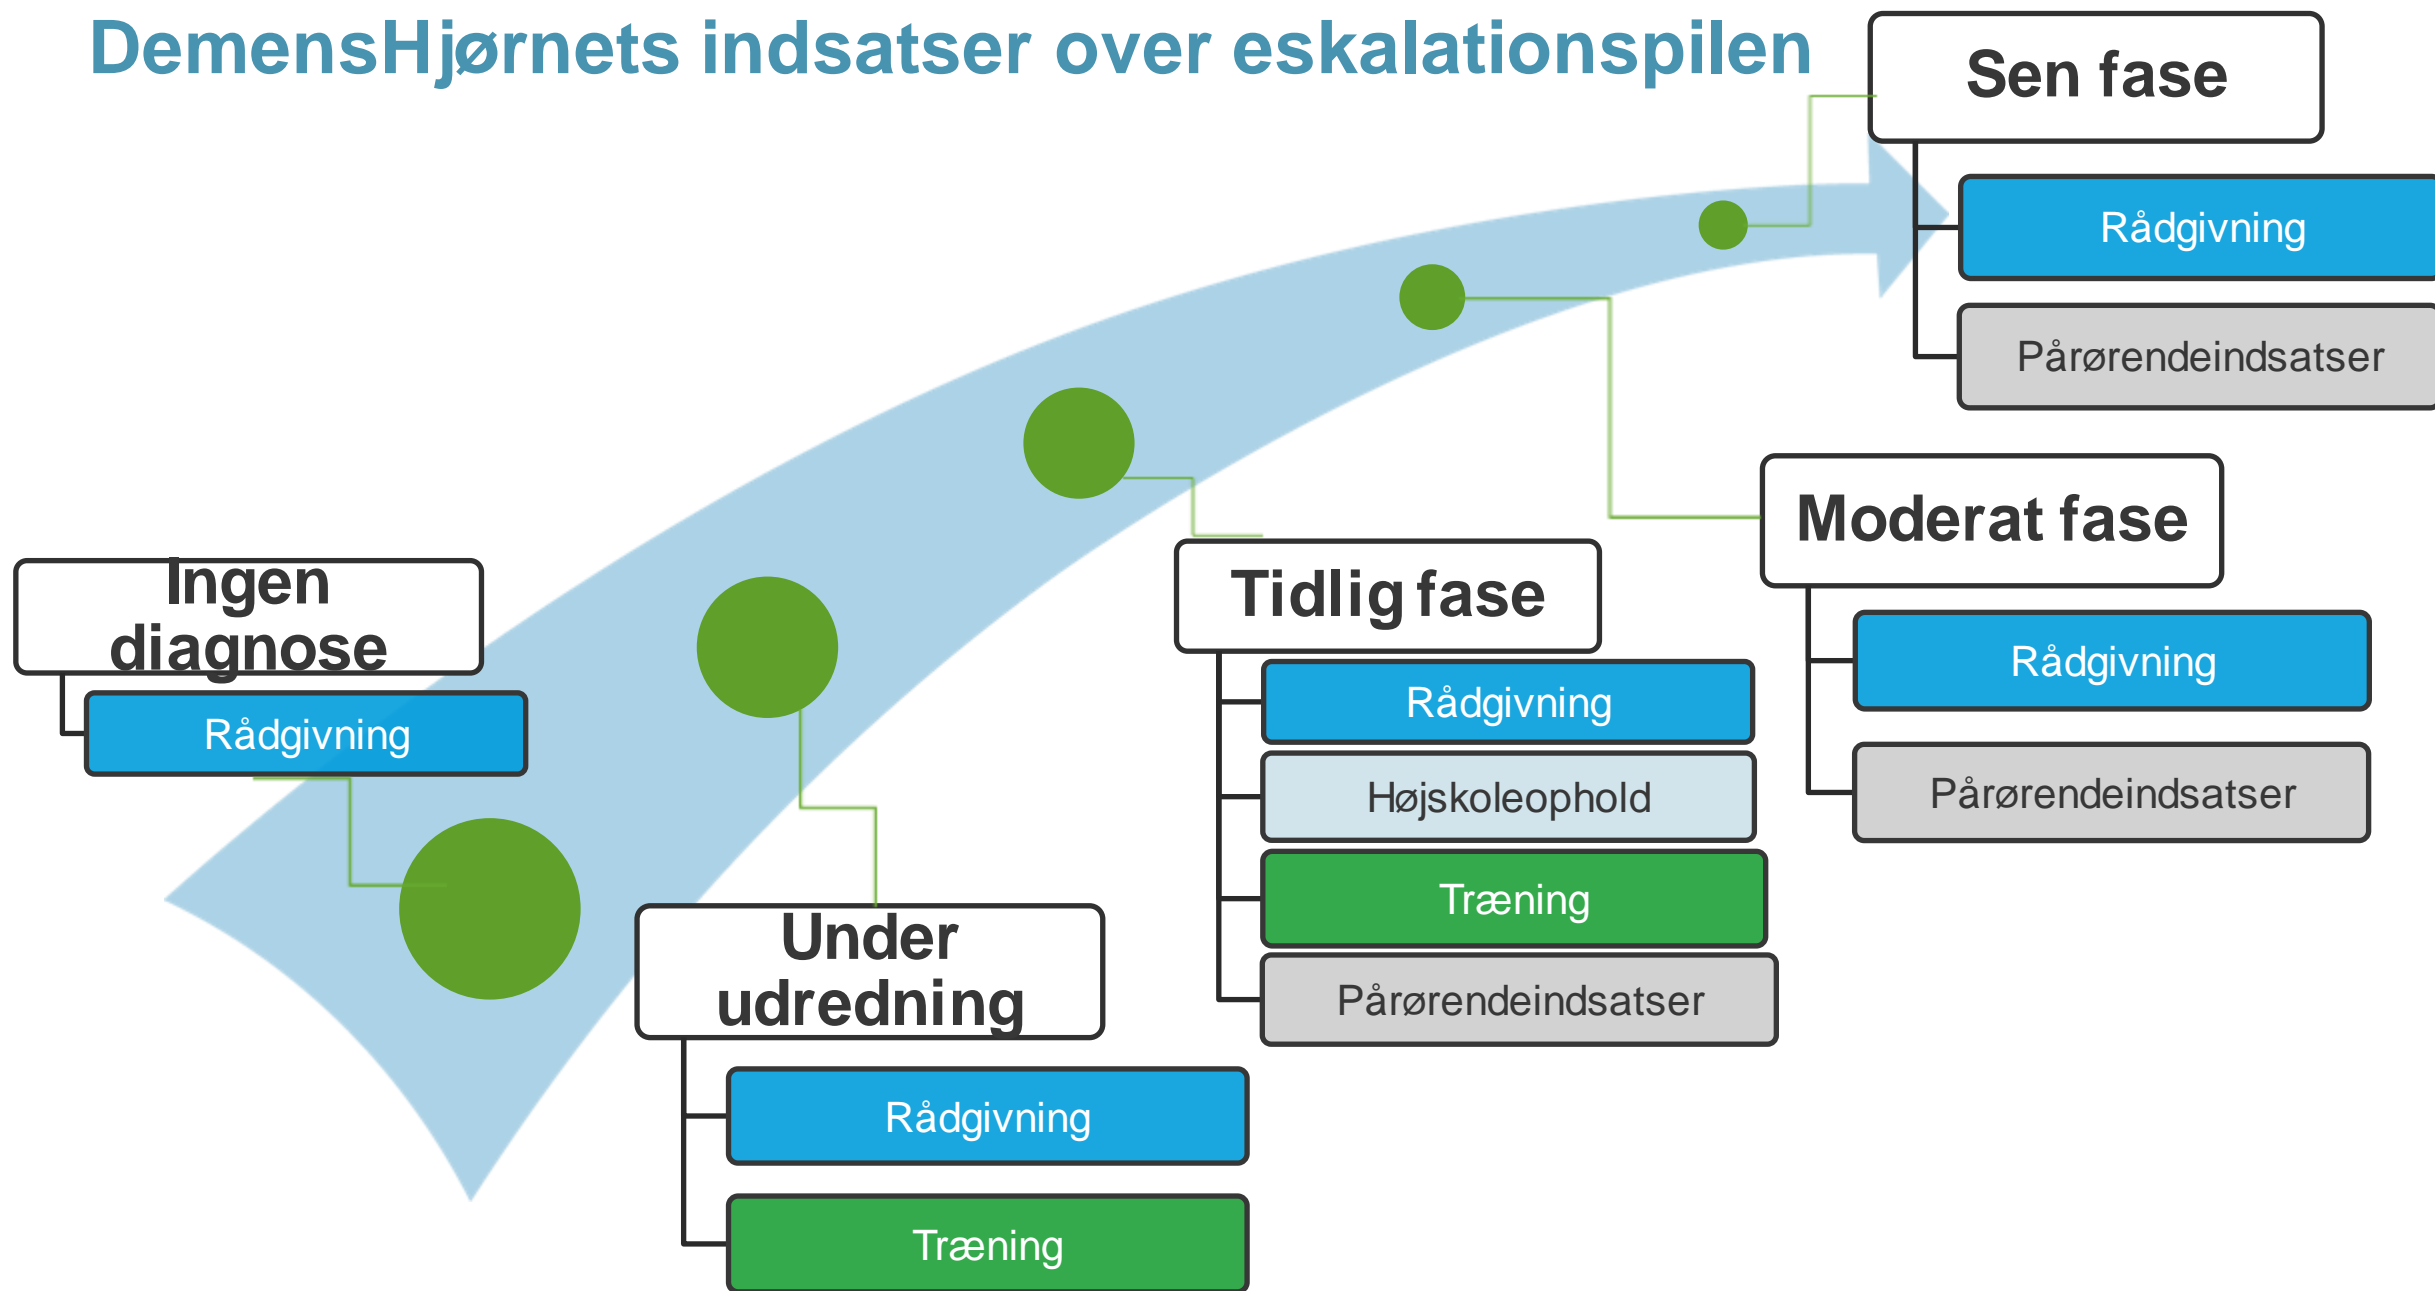 DemensHjørnets indsatser over eskalationspilen
Ingen
diagnose
Rådgivning
Under
udredning
Rådgivning
Træning
Tidlig fase
Rådgivning
Højskoleophold
Træning
Pårørendeindsatser
Moderat fase
Rådgivning
Pårørendeindsatser
Sen fase
Rådgivning
Pårørendeindsatser